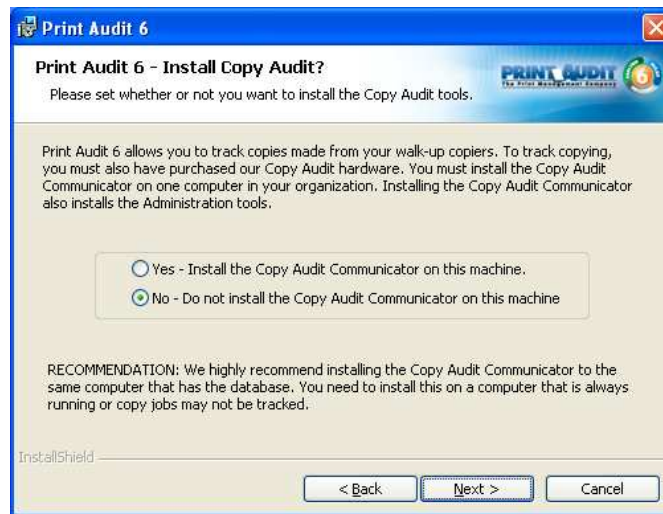 Print Audit 6
Print Audit 6 - Install Copy Audit?
Please set whether or not you want to install the Copy Audit tools.
PRINT AUDIT 6
The Print Management Company
Print Audit 6 allows you to track copies made from your walk-up copiers. To track copying,
you must also have purchased our Copy Audit hardware. You must install the Copy Audit
Communicator on one computer in your organization. Installing the Copy Audit Communicator
also installs the Administration tools.
Yes - Install the Copy Audit Communicator on this machine.
No - Do not install the Copy Audit Communicator on this machine
RECOMMENDATION: We highly recommend installing the Copy Audit Communicator to the
same computer that has the database. You need to install this on a computer that is always
running or copy jobs may not be tracked.
InstallShield
< Back
Next >
Cancel